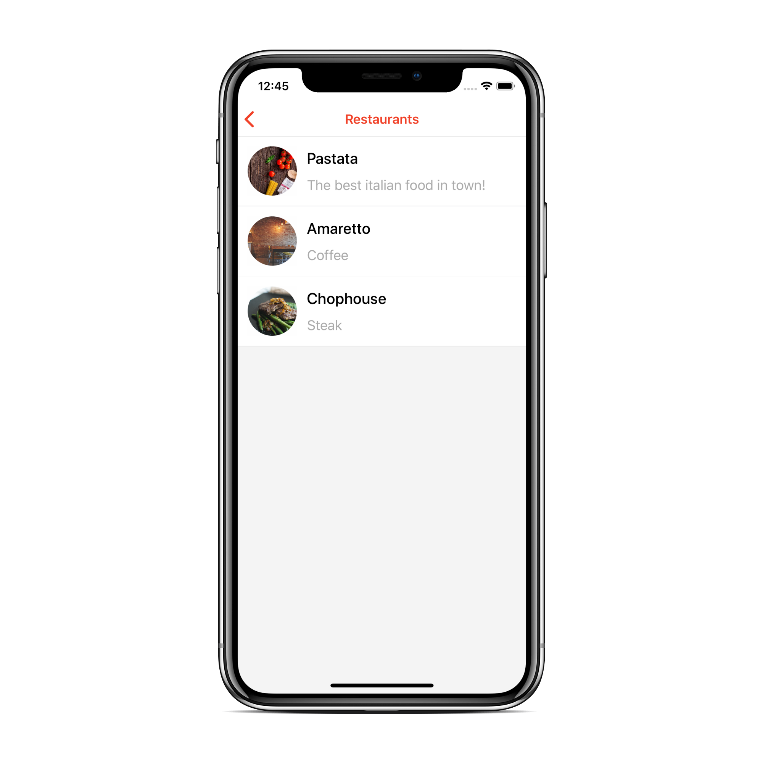 12:45
Restaurants
Pastata
The best italian food in town!
Amaretto
Coffee
Chophouse
Steak